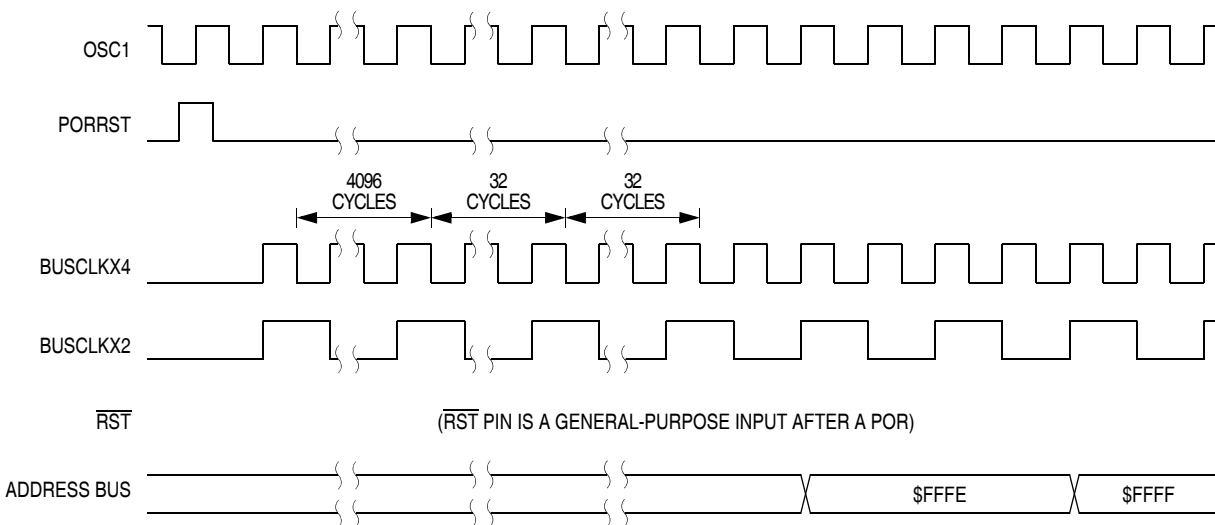 OSC1
PORRST
4096
CYCLES
32
CYCLES
32
CYCLES
BUSCLKX4
BUSCLKX2
RST
(RST PIN IS A GENERAL-PURPOSE INPUT AFTER A POR)
ADDRESS BUS
$FFFE
$FFFF